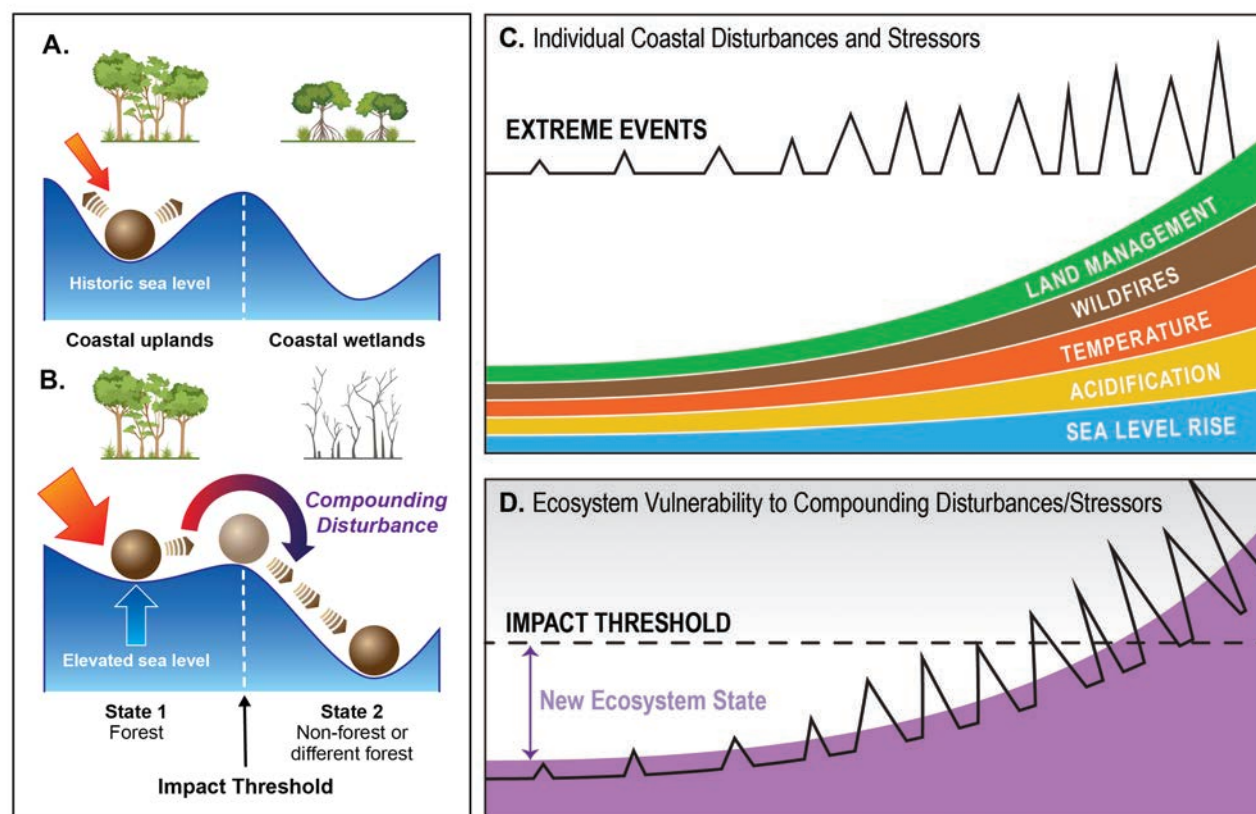 A.
Historic sea level
Coastal uplands
Coastal wetlands
B.
Compounding
Disturbance
Elevated sea level
State 1
Forest
State 2
Non-forest or
different forest
Impact Threshold
C. Individual Coastal Disturbances and Stressors
EXTREME EVENTS
LAND MANAGEMENT
WILDFIRES
TEMPERATURE
ACIDIFICATION
SEA LEVEL RISE
D. Ecosystem Vulnerability to Compounding Disturbances/Stressors
IMPACT THRESHOLD
New Ecosystem State